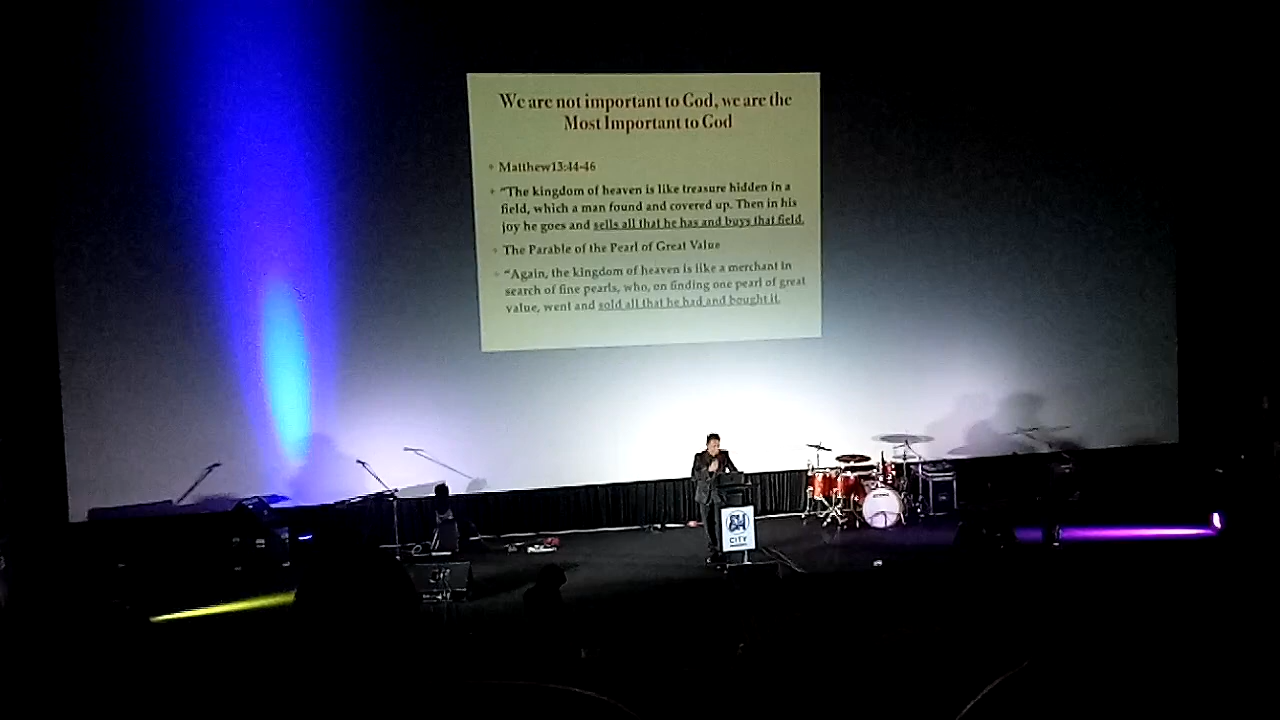 We are not important to God, we are the
Most Important to God
Matthew13:44-46
"The kingdom of heaven is like treasure hidden in a
field, which a man found and covered up. Then in his
joy he goes and sells all that he has and buys that field.
The Parable of the Pearl of Great Value
"Again, the kingdom of heaven is like a merchant in
search of fine pearls, who, on finding one pearl of great
value, went and sold all that he had and bought it.
SM
CITY